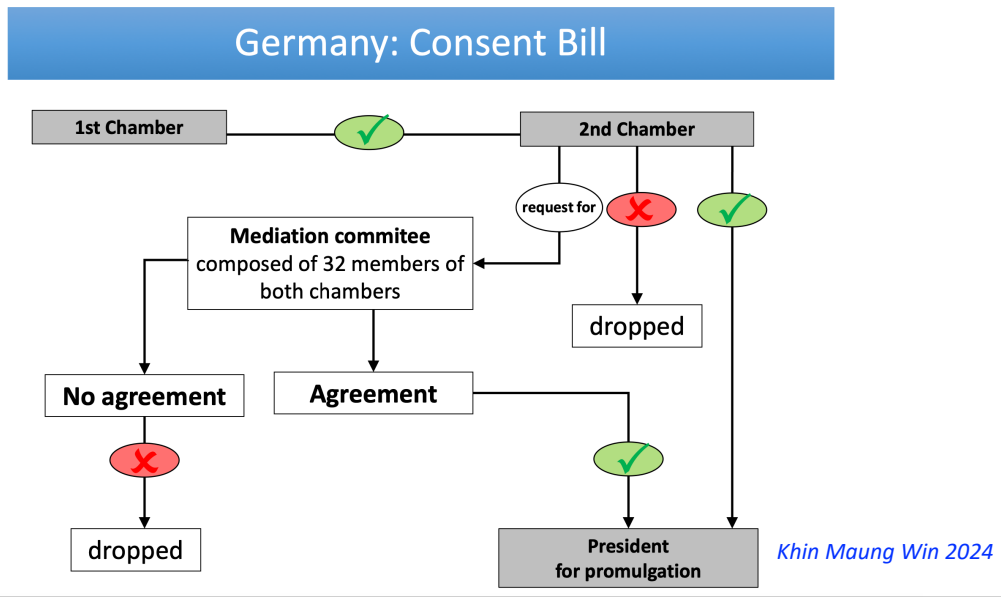 Germany: Consent Bill
1st Chamber
2nd Chamber
request for
Mediation commitee
composed of 32 members of
both chambers
dropped
No agreement
Agreement
dropped
President
for promulgation
Khin Maung Win 2024